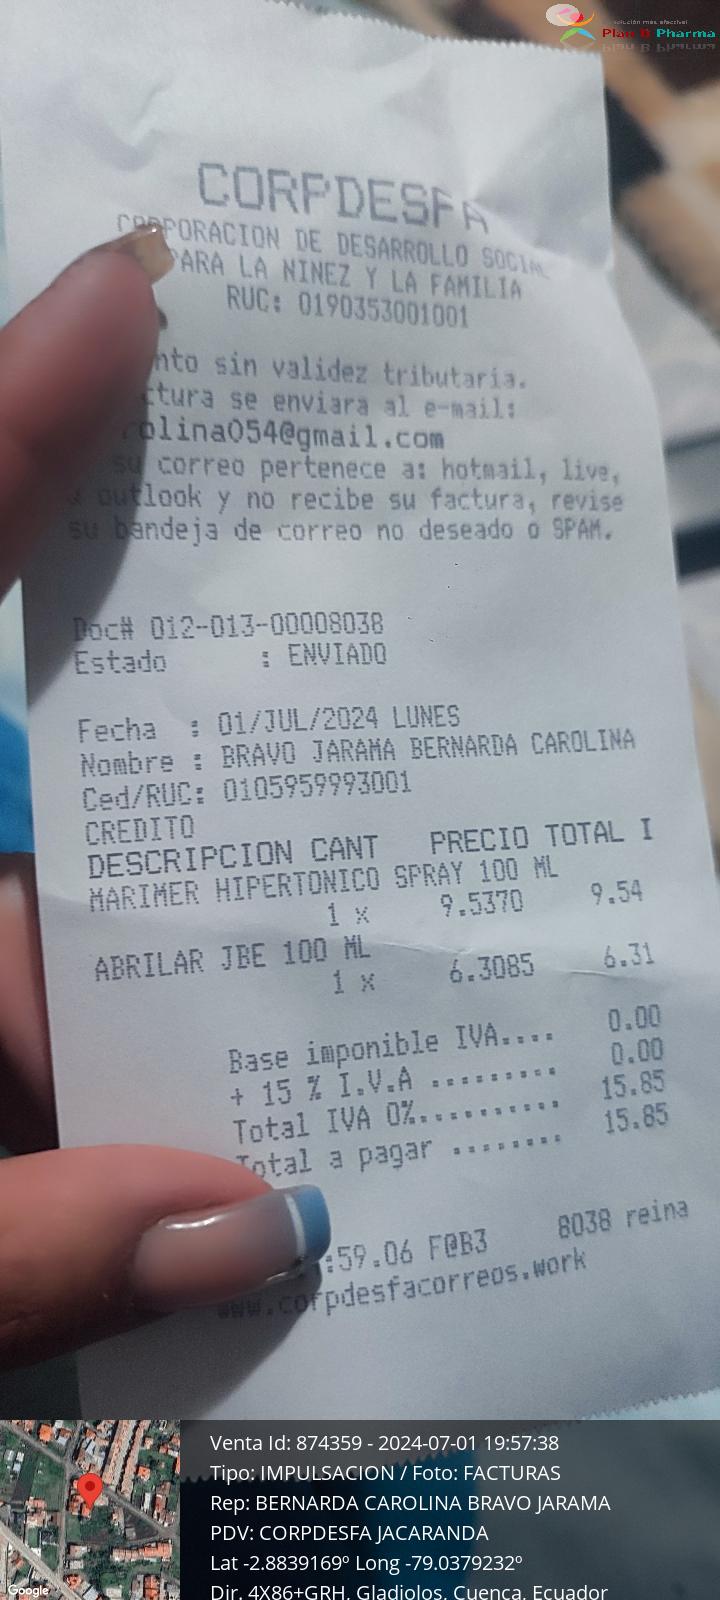 solución más efectiva!
Plan B Pharma
CORPDESFA
CORPORACION DE DESARROLLO SOCIAL
PARA LA NINEZ Y LA FAMILIA
RUC: 0190353001001
nto sin validez tributaria.
ctura se enviara al e-mail:
olina054@gmail.com
su correo pertenece a: hotmail, live,
outlook y no recibe su factura, revise
su bandeja de correo no deseado o SPAM.
Doc# 012-013-00008038
Estado : ENVIADO
Fecha : 01/JUL/2024 LUNES
Nombre : BRAVO JARAMA BERNARDA CAROLINA
Ced/RUC: 0105959993001
CREDITO
DESCRIPCION CANT PRECIO TOTAL I
MARIMER HIPERTONICO SPRAY 100 ML
1 x 9.5370 9.54
ABRILAR JBE 100 ML
1 x 6.3085 6.31
Base imponible IVA.... 0.00
+ 15 % I.V.A ......... 0.00
Total IVA 0%.......... 15.85
Total a pagar ........ 15.85
:59.06 F@B3 8038 reina
www.corpdesfacorreos.work
Google
Venta Id: 874359 - 2024-07-01 19:57:38
Tipo: IMPULSACION / Foto: FACTURAS
Rep: BERNARDA CAROLINA BRAVO JARAMA
PDV: CORPDESFA JACARANDA
Lat -2.8839169º Long -79.0379232º
Dir. 4X86+GRH, Gladiolos, Cuenca, Ecuador